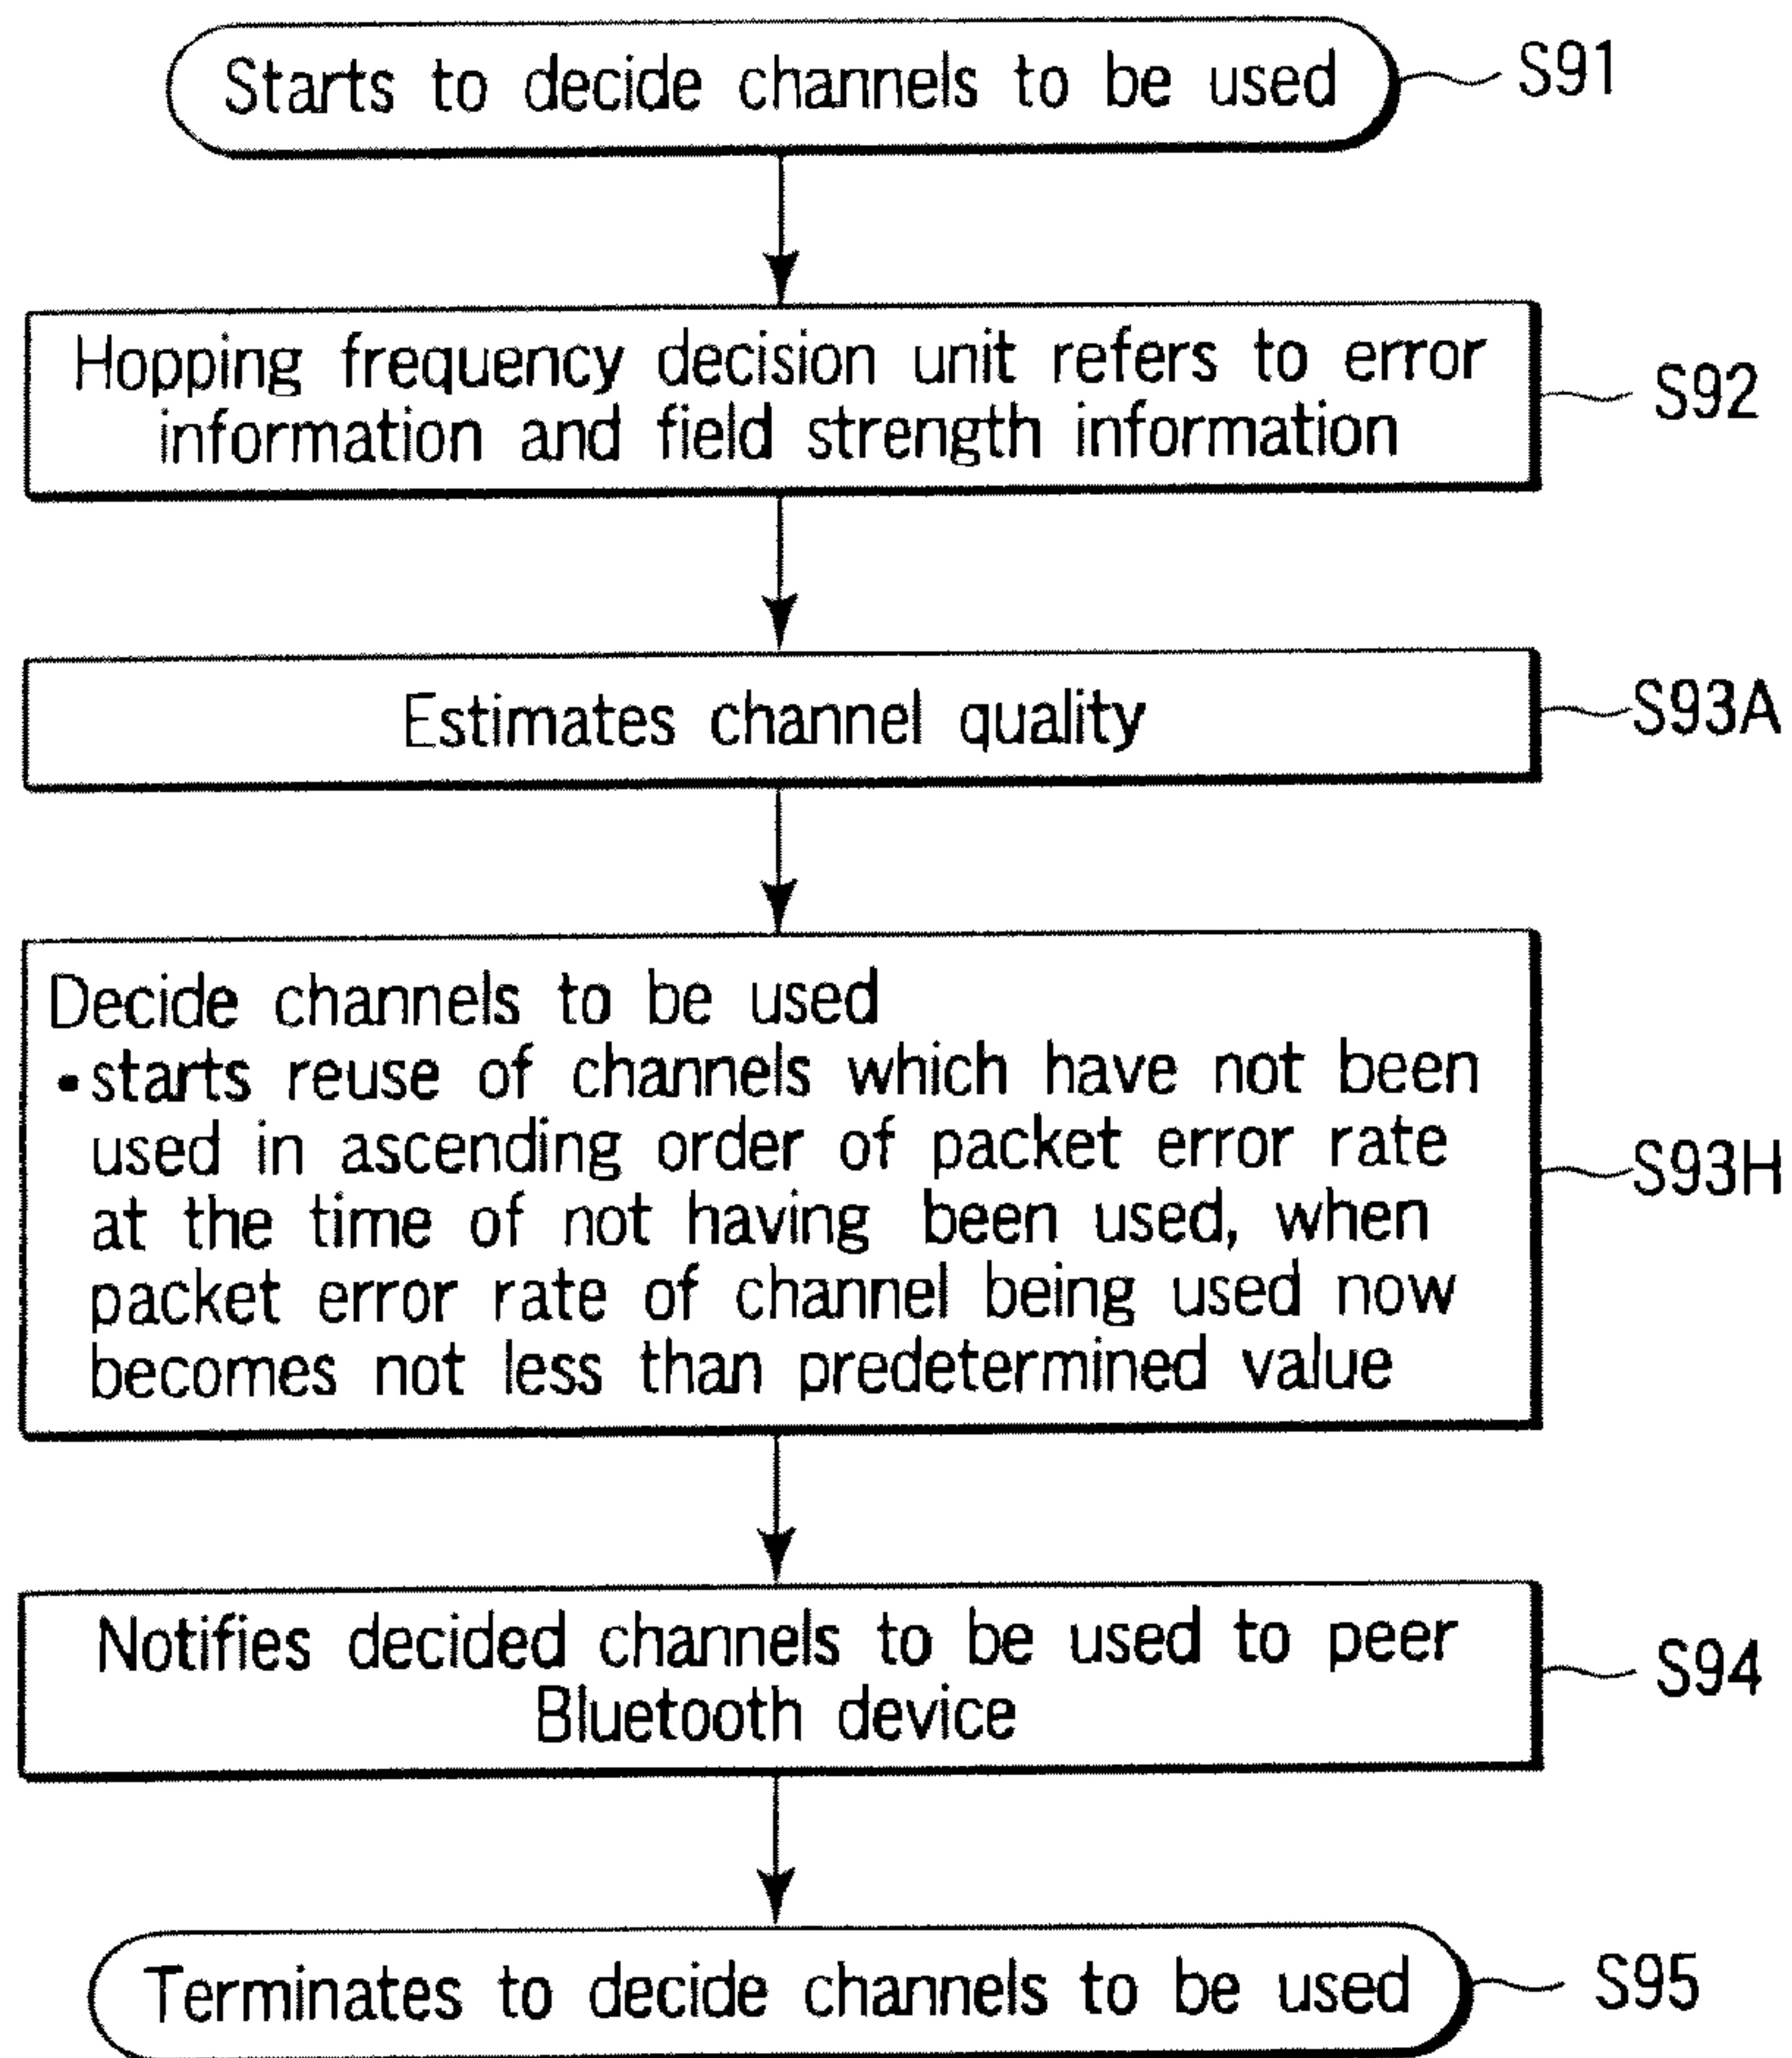 Starts to decide channels to be used
S91
Hopping frequency decision unit refers to error
information and field strength information
S92
Estimates channel quality
S93A
Decide channels to be used
•starts reuse of channels which have not been
used in ascending order of packet error rate
at the time of not having been used, when
packet error rate of channel being used now
becomes not less than predetermined value
S93H
Notifies decided channels to be used to peer
Bluetooth device
S94
Terminates to decide channels to be used
S95